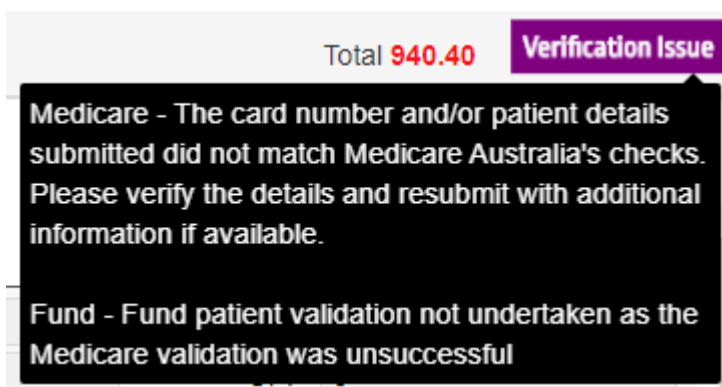 Total 940.40 Verification Issue
Medicare - The card number and/or patient details
submitted did not match Medicare Australia's checks.
Please verify the details and resubmit with additional
information if available.
Fund - Fund patient validation not undertaken as the
Medicare validation was unsuccessful